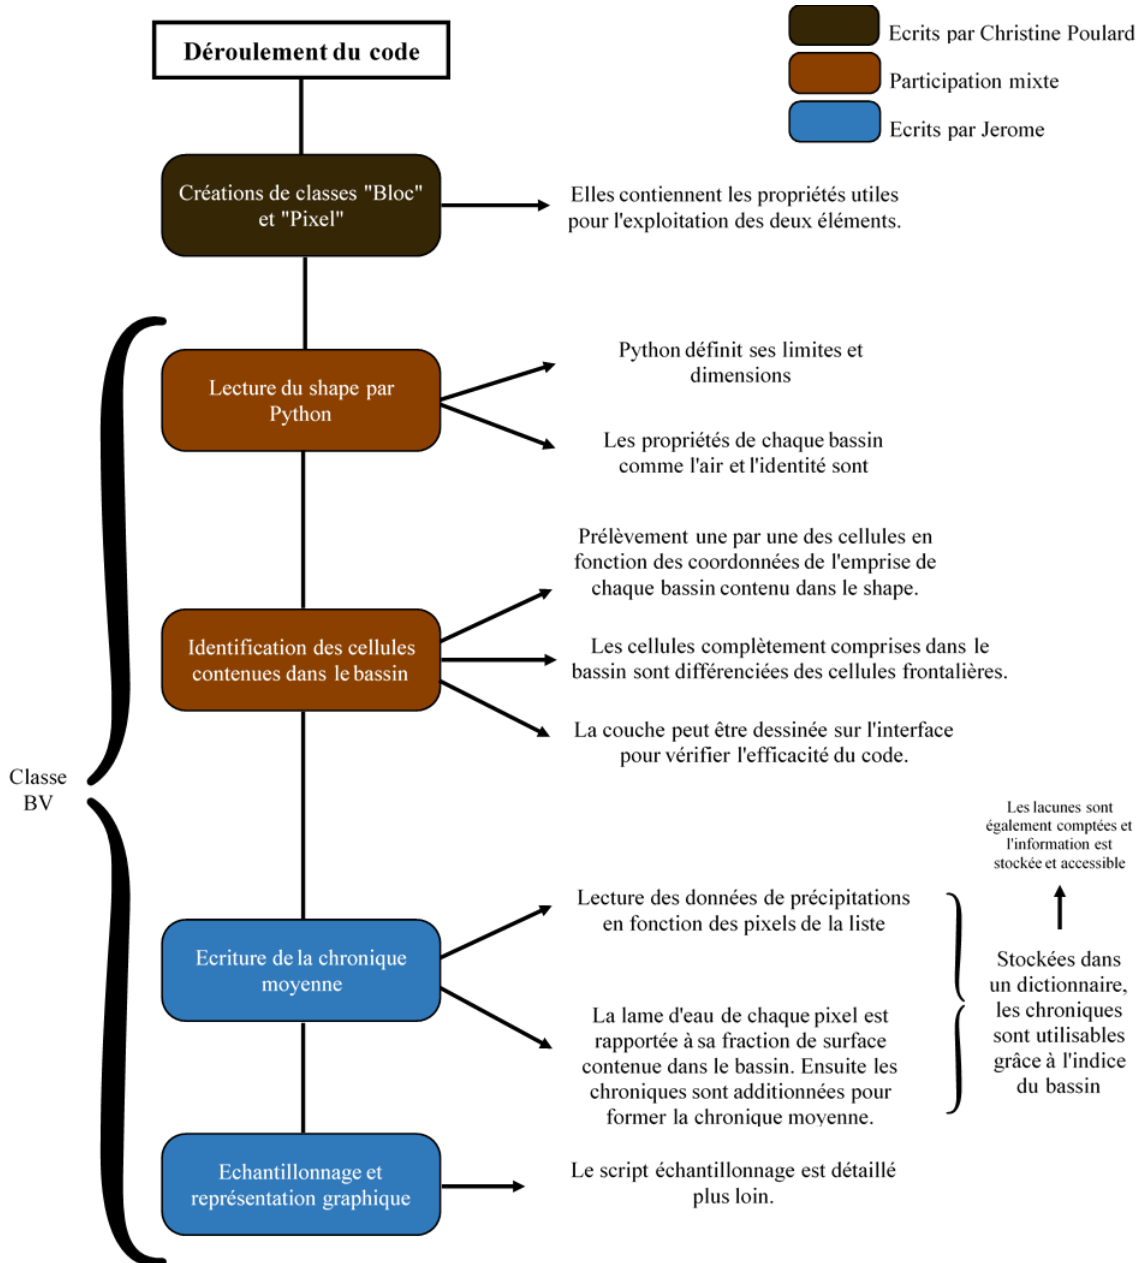 Déroulement du code
Ecrits par Christine Poulard
Participation mixte
Ecrits par Jerome
Créations de classes "Bloc"
et "Pixel"
Elles contiennent les propriétés utiles
pour l'exploitation des deux éléments.
Lecture du shape par
Python
Python définit ses limites et
dimensions
Les propriétés de chaque bassin
comme l'air et l'identité sont
Identification des cellules
contenues dans le bassin
Prélèvement une par une des cellules en
fonction des coordonnées de l'emprise de
chaque bassin contenu dans le shape.
Les cellules complètement comprises dans le
bassin sont différenciées des cellules frontalières.
La couche peut être dessinée sur l'interface
pour vérifier l'efficacité du code.
Classe
BV
Ecriture de la chronique
moyenne
Lecture des données de précipitations
en fonction des pixels de la liste
La lame d'eau de chaque pixel est
rapportée à sa fraction de surface
contenue dans le bassin. Ensuite les
chroniques sont additionnées pour
former la chronique moyenne.
Les lacunes sont
également comptées et
l'information est
stockée et accessible
Stockées dans
un dictionnaire,
les chroniques
sont utilisables
grâce à l'indice
du bassin
Echantillonnage et
représentation graphique
Le script échantillonnage est détaillé
plus loin.